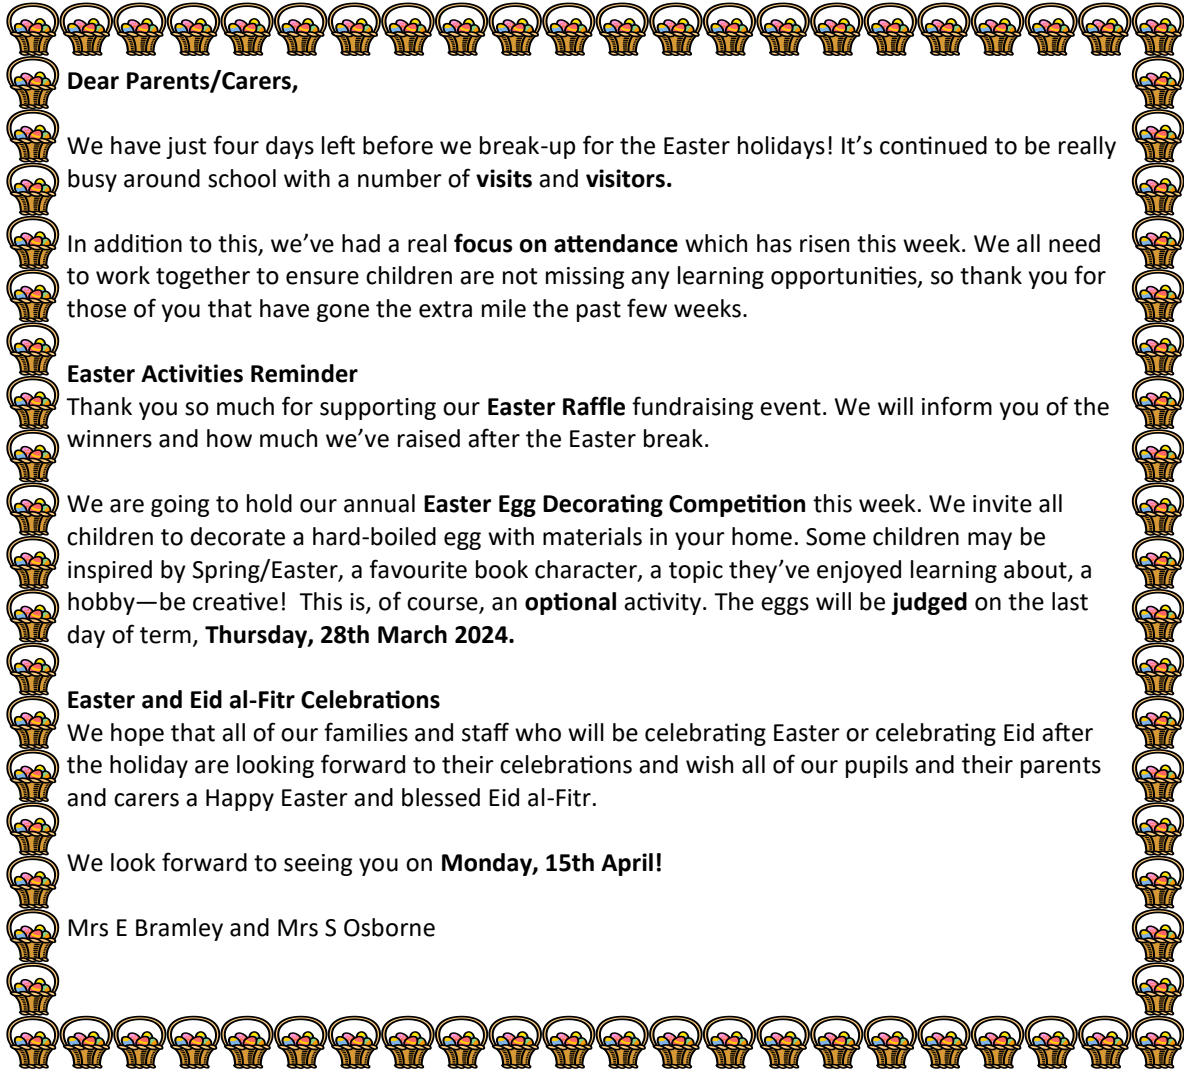 Dear Parents/Carers,
We have just four days left before we break-up for the Easter holidays! It’s continued to be really
busy around school with a number of visits and visitors.
In addition to this, we’ve had a real focus on attendance which has risen this week. We all need
to work together to ensure children are not missing any learning opportunities, so thank you for
those of you that have gone the extra mile the past few weeks.
Easter Activities Reminder
Thank you so much for supporting our Easter Raffle fundraising event. We will inform you of the
winners and how much we’ve raised after the Easter break.
We are going to hold our annual Easter Egg Decorating Competition this week. We invite all
children to decorate a hard-boiled egg with materials in your home. Some children may be
inspired by Spring/Easter, a favourite book character, a topic they’ve enjoyed learning about, a
hobby—be creative!  This is, of course, an optional activity. The eggs will be judged on the last
day of term, Thursday, 28th March 2024.
Easter and Eid al-Fitr Celebrations
We hope that all of our families and staff who will be celebrating Easter or celebrating Eid after
the holiday are looking forward to their celebrations and wish all of our pupils and their parents
and carers a Happy Easter and blessed Eid al-Fitr.
We look forward to seeing you on Monday, 15th April!
Mrs E Bramley and Mrs S Osborne